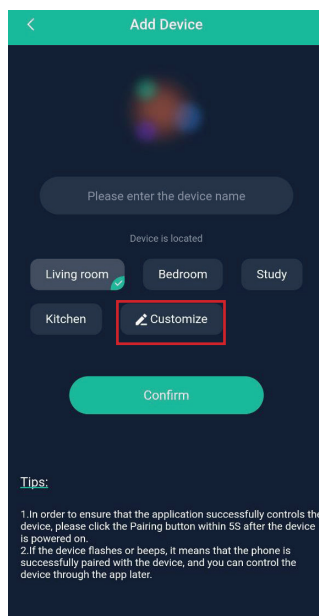 Add Device
Please enter the device name
Device is located
Living room Bedroom Study
Kitchen Customize
Confirm
Tips:
1.In order to ensure that the application successfully controls the
device, please click the Pairing button within 5S after the device
is powered on.
2.If the device flashes or beeps, it means that the phone is
successfully paired with the device, and you can control the
device through the app later.